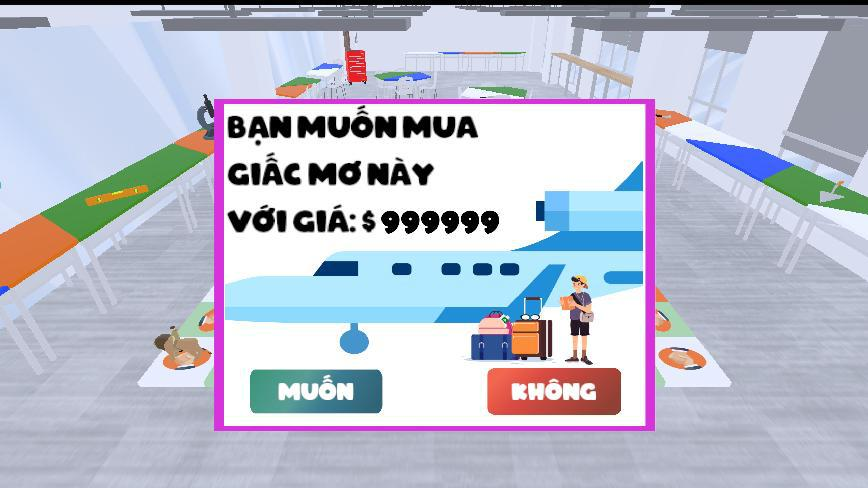 BẠN MUỐN MUA
GIẤC MƠ NÀY
VỚI GIÁ: $ 999999
MUỐN
KHÔNG